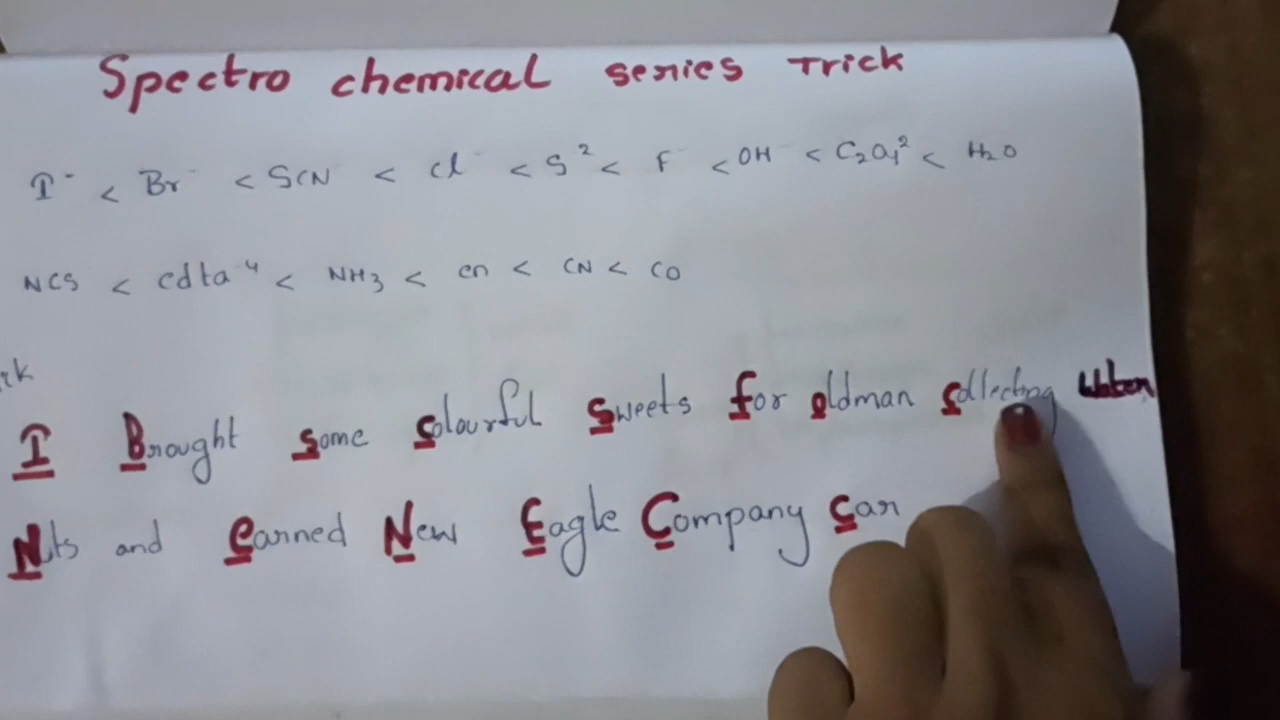 Spectro chemical series Trick
I⁻ < Br⁻ < SCN < Cl⁻ < S² < F⁻ < OH⁻ < C₂O₄² < H₂O
NCS < edta⁴ < NH₃ < en < CN < CO
I Brought some Colourful Sweets for oldman Collecting Water
Nuts and earned New Eagle Company Car